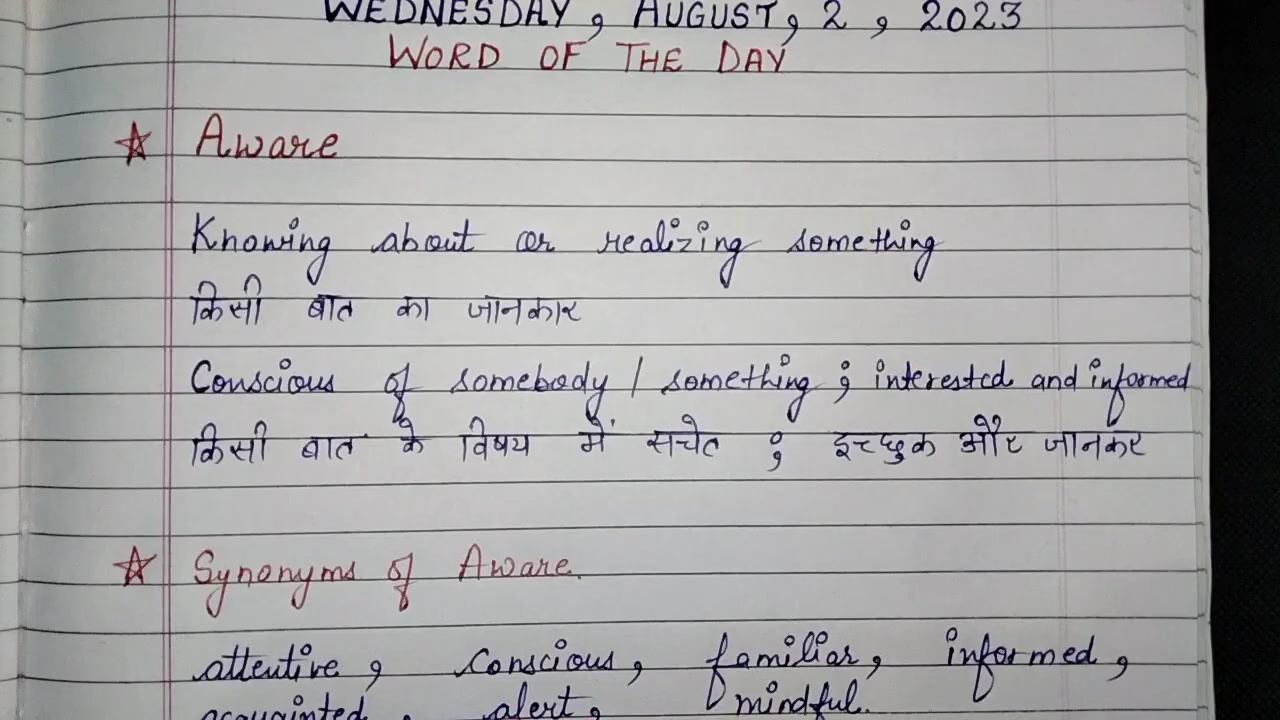 WEDNESDAY, AUGUST, 2, 2023
WORD OF THE DAY
☆ Aware
Knowing about or realizing something
किसी बात का जानकार
Conscious of somebody / something ; interested and informed
किसी बात के विषय में सचेत ; इच्छुक और जानकर
☆ Synonyms of Aware.
attentive, conscious, familiar, informed,
acquainted, alert, mindful.